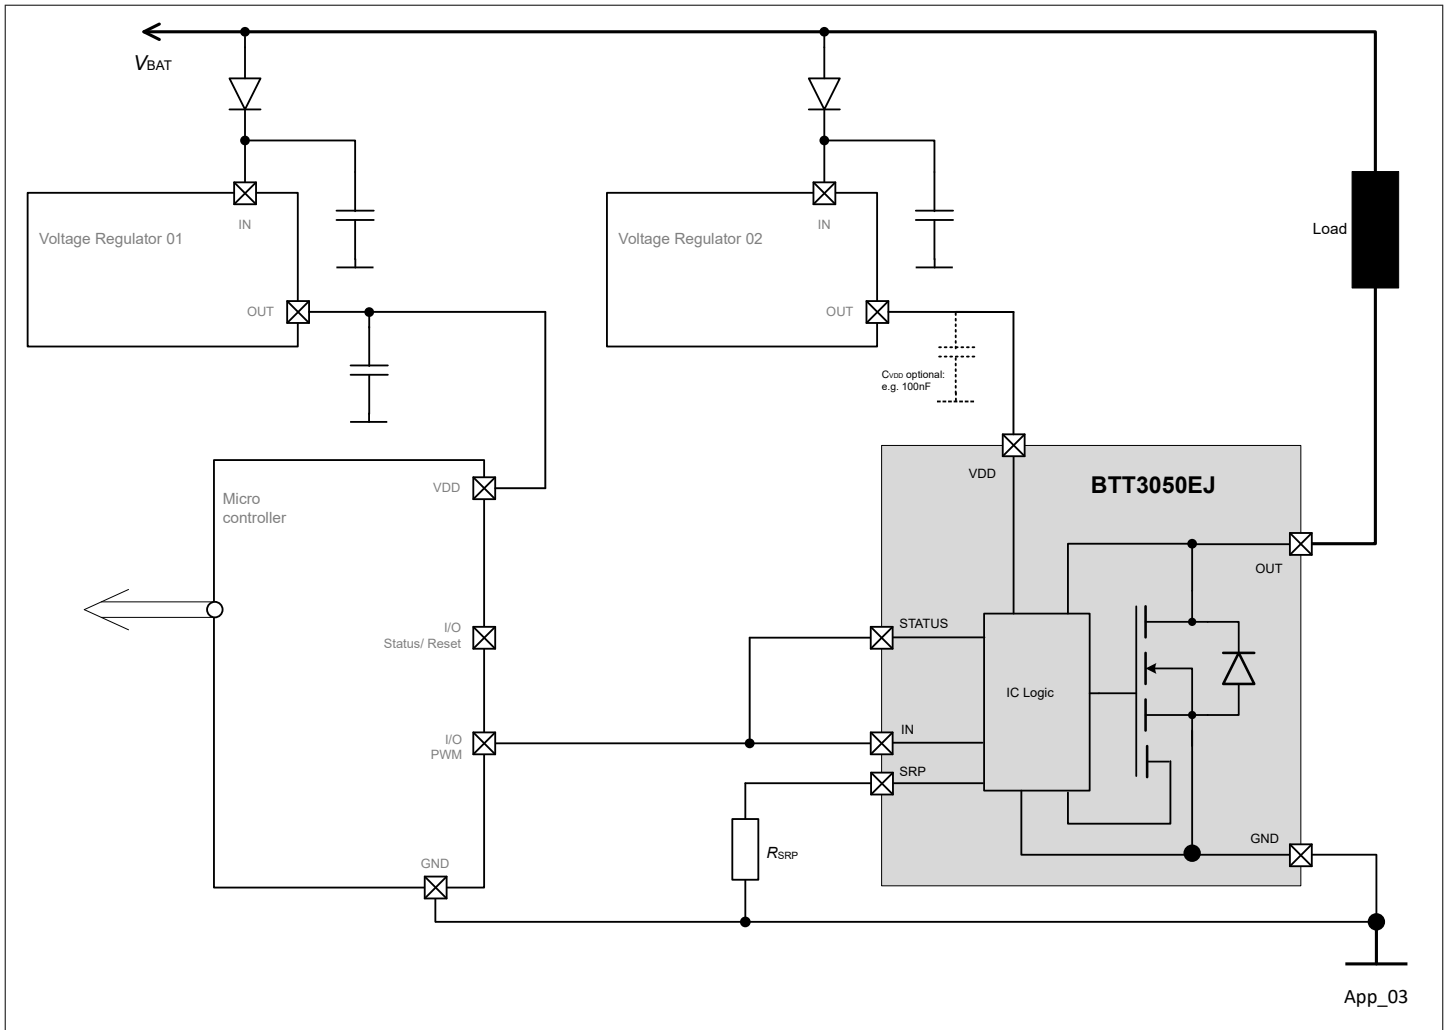 VBAT
IN
Voltage Regulator 01
OUT
IN
Voltage Regulator 02
OUT
Load
CVDD optional:
e.g. 100nF
VDD
Micro
controller
I/O
Status/ Reset
I/O
PWM
GND
VDD
BTT3050EJ
OUT
STATUS
IC Logic
IN
SRP
GND
RSRP
App_03